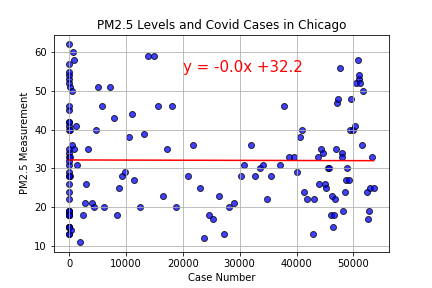 PM2.5 Levels and Covid Cases in Chicago
y = -0.0x +32.2
PM2.5 Measurement
60
50
40
30
20
10
0 10000 20000 30000 40000 50000
Case Number